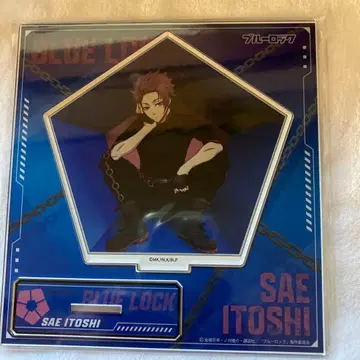 BLUE LOCK
ブルーロック
BLUE LOCK
SAE ITOSHI
SAE
ITOSHI